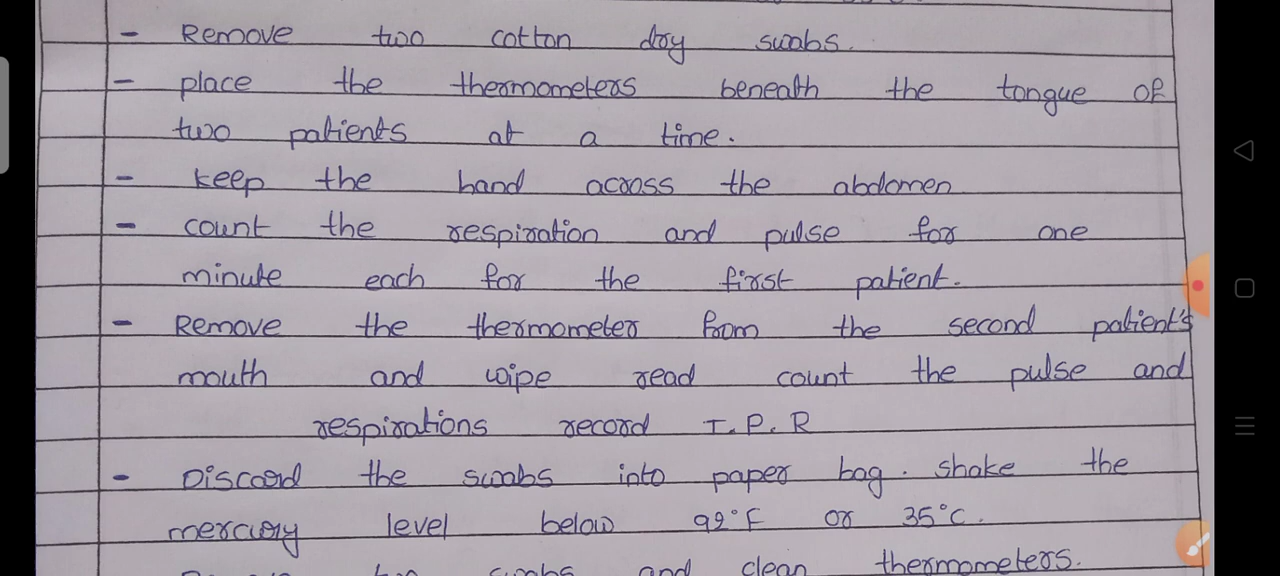 - Remove two cotton dry swabs.
- place the thermometers beneath the tongue of
two patients at a time.
- keep the hand across the abdomen
- count the respiration and pulse for one
minute each for the first patient.
- Remove the thermometer from the second patient's
mouth and wipe read count the pulse and
respirations record T.P.R
- Discard the swabs into paper bag. shake the
mercury level below 92°F or 35°C.
two swabs and clean thermometers.